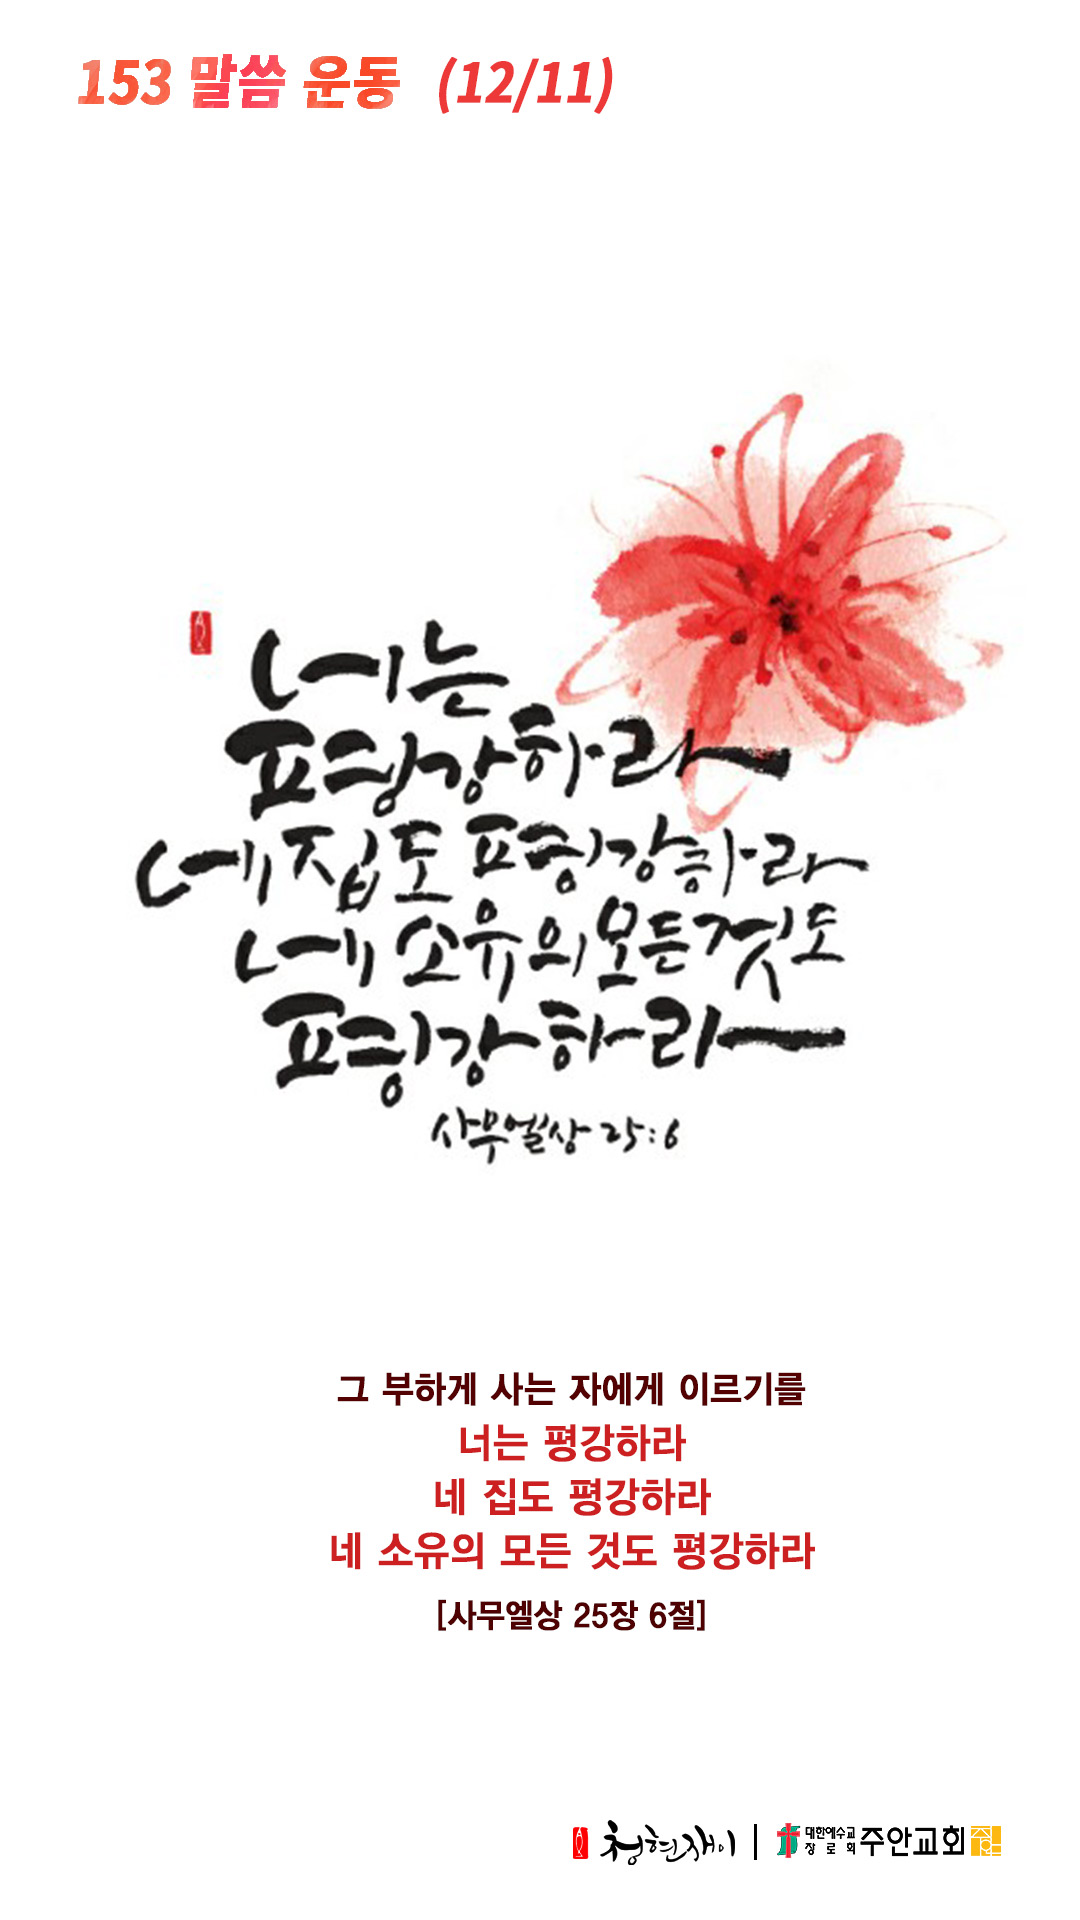 153 말씀 운동 (12/11)
너는
평강하라
네 집도 평강하라
네 소유의 모든 것도
평강하라
사무엘상 25:6
그 부하게 사는 자에게 이르기를
너는 평강하라
네 집도 평강하라
네 소유의 모든 것도 평강하라
[사무엘상 25장 6절]
청현재이 | 대한예수교
장로회 주안교회